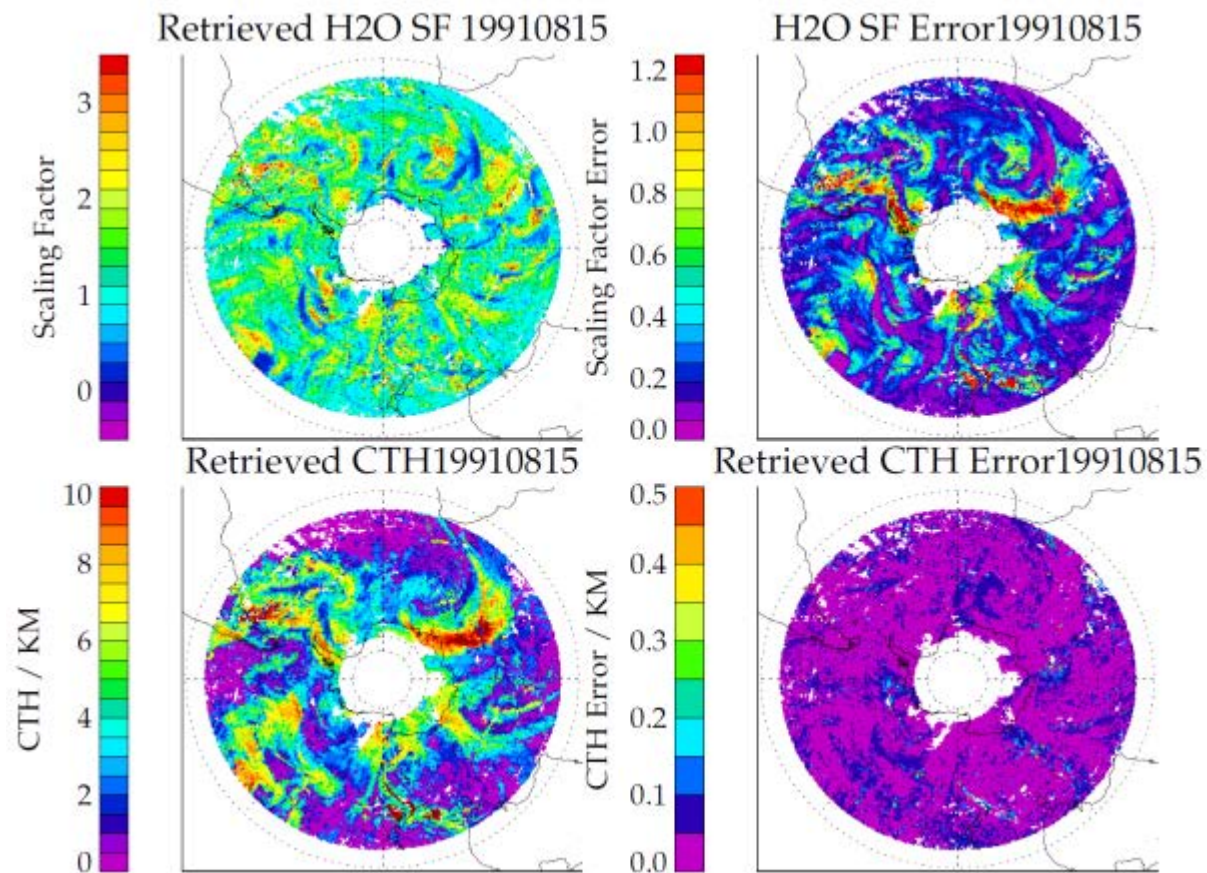 Retrieved H2O SF 19910815
H2O SF Error19910815
Scaling Factor
3
2
1
0
Scaling Factor Error
1.2
1.0
0.8
0.6
0.4
0.2
0.0
Retrieved CTH19910815
Retrieved CTH Error19910815
CTH / KM
10
8
6
4
2
0
CTH Error / KM
0.5
0.4
0.3
0.2
0.1
0.0